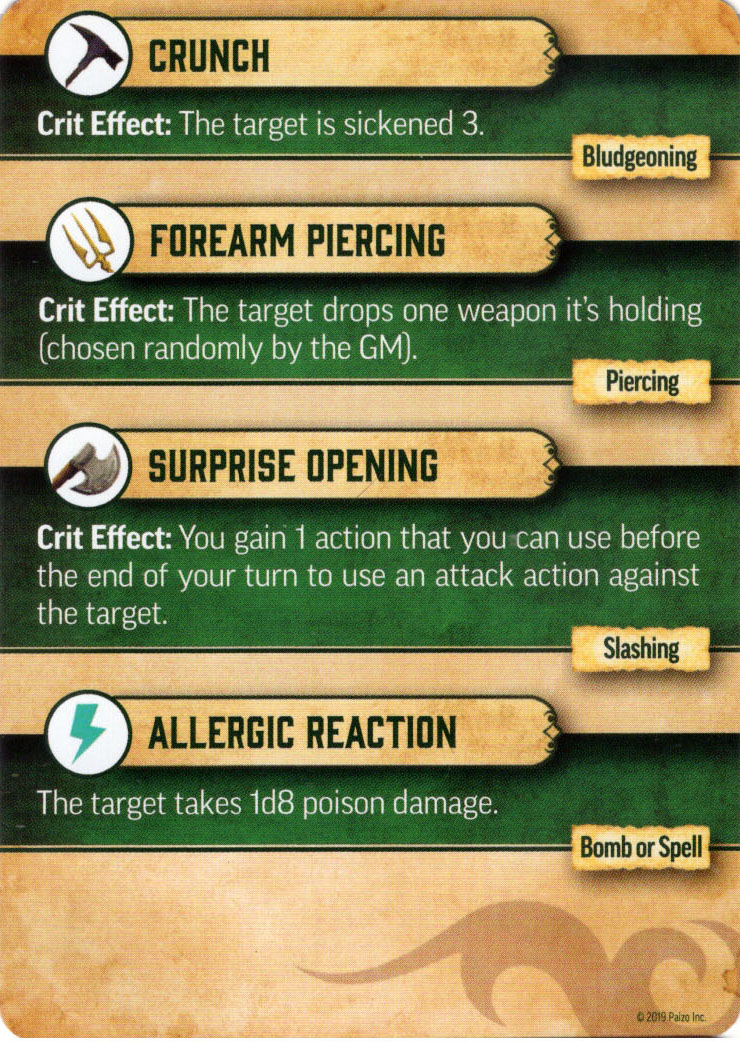 CRUNCH
Crit Effect: The target is sickened 3.
Bludgeoning
FOREARM PIERCING
Crit Effect: The target drops one weapon it's holding
(chosen randomly by the GM).
Piercing
SURPRISE OPENING
Crit Effect: You gain 1 action that you can use before
the end of your turn to use an attack action against
the target.
Slashing
ALLERGIC REACTION
The target takes 1d8 poison damage.
Bomb or Spell
© 2019 Paizo Inc.